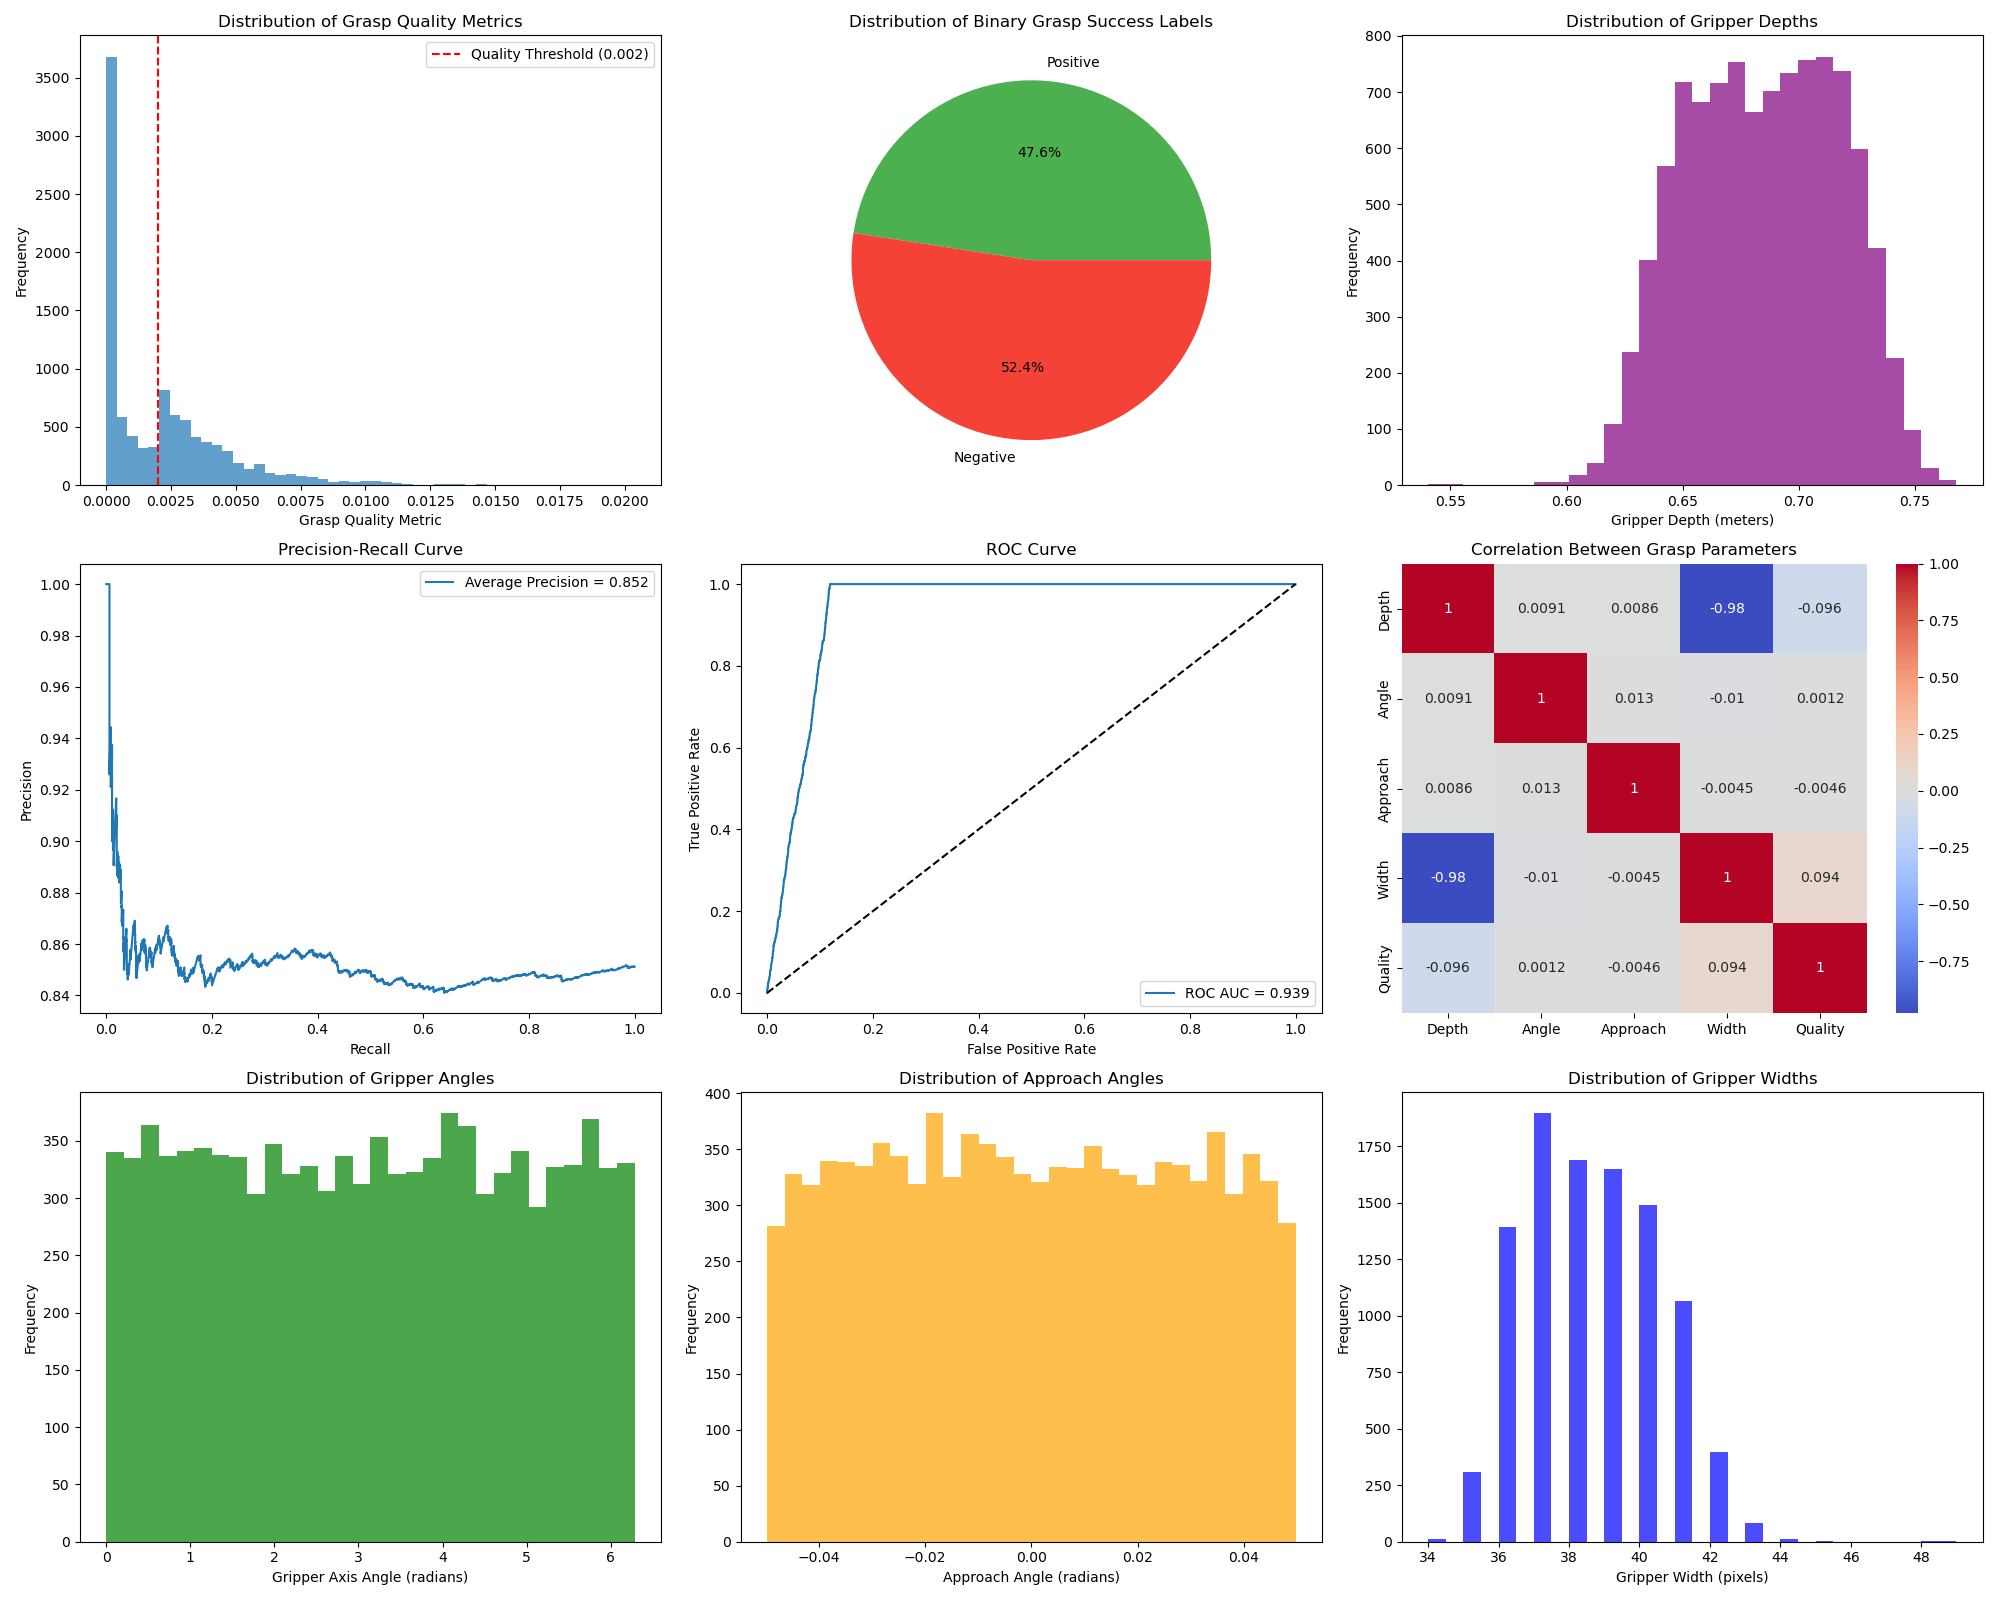 Distribution of Grasp Quality Metrics
Quality Threshold (0.002)
3500
3000
2500
2000
1500
1000
500
0
Frequency
0.0000 0.0025 0.0050 0.0075 0.0100 0.0125 0.0150 0.0175 0.0200
Grasp Quality Metric
Distribution of Binary Grasp Success Labels
Positive
47.6%
52.4%
Negative
Distribution of Gripper Depths
800
700
600
500
400
300
200
100
0
Frequency
0.55 0.60 0.65 0.70 0.75
Gripper Depth (meters)
Precision-Recall Curve
Average Precision = 0.852
1.00
0.98
0.96
0.94
0.92
0.90
0.88
0.86
0.84
Precision
0.0 0.2 0.4 0.6 0.8 1.0
Recall
ROC Curve
1.0
0.8
0.6
0.4
0.2
0.0
True Positive Rate
ROC AUC = 0.939
0.0 0.2 0.4 0.6 0.8 1.0
False Positive Rate
Correlation Between Grasp Parameters
Depth 1 0.0091 0.0086 -0.98 -0.096
Angle 0.0091 1 0.013 -0.01 0.0012
Approach 0.0086 0.013 1 -0.0045 -0.0046
Width -0.98 -0.01 -0.0045 1 0.094
Quality -0.096 0.0012 -0.0046 0.094 1
Depth Angle Approach Width Quality
1.00
0.75
0.50
0.25
0.00
−0.25
−0.50
−0.75
Distribution of Gripper Angles
350
300
250
200
150
100
50
0
Frequency
0 1 2 3 4 5 6
Gripper Axis Angle (radians)
Distribution of Approach Angles
400
350
300
250
200
150
100
50
0
Frequency
−0.04 −0.02 0.00 0.02 0.04
Approach Angle (radians)
Distribution of Gripper Widths
1750
1500
1250
1000
750
500
250
0
Frequency
34 36 38 40 42 44 46 48
Gripper Width (pixels)